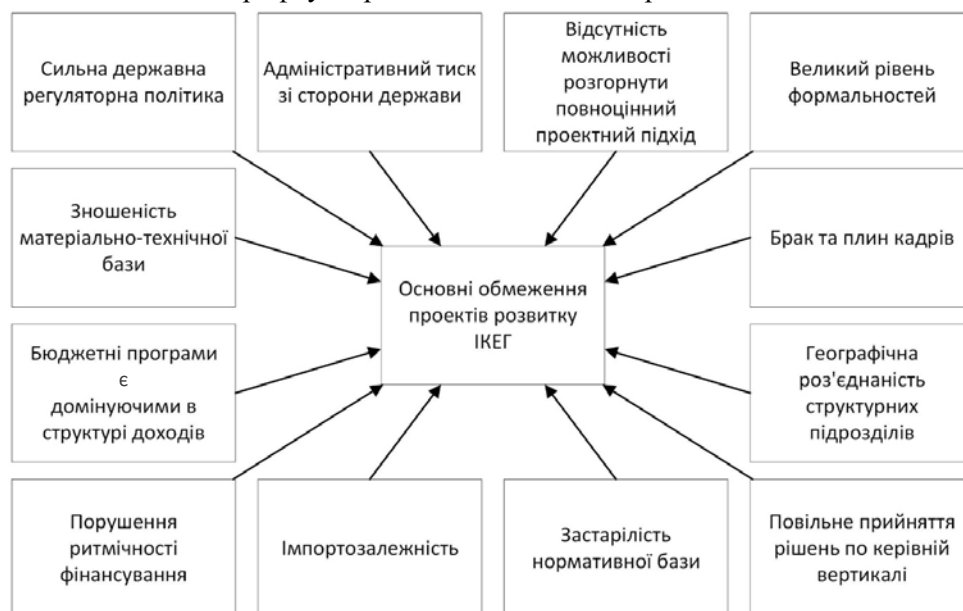 Сильна державна
регуляторна політика
Адміністративний тиск
зі сторони держави
Відсутність
можливості
розгорнути
повноцінний
проектний підхід
Великий рівень
формальностей
Зношеність
матеріально-технічної
бази
Основні обмеження
проектів розвитку
ІКЕГ
Брак та плин кадрів
Бюджетні програми
є
домінуючими в
структурі доходів
Географічна
роз'єднаність
структурних
підрозділів
Порушення
ритмічності
фінансування
Імпортозалежність
Застарілість
нормативної бази
Повільне прийняття
рішень по керівній
вертикалі